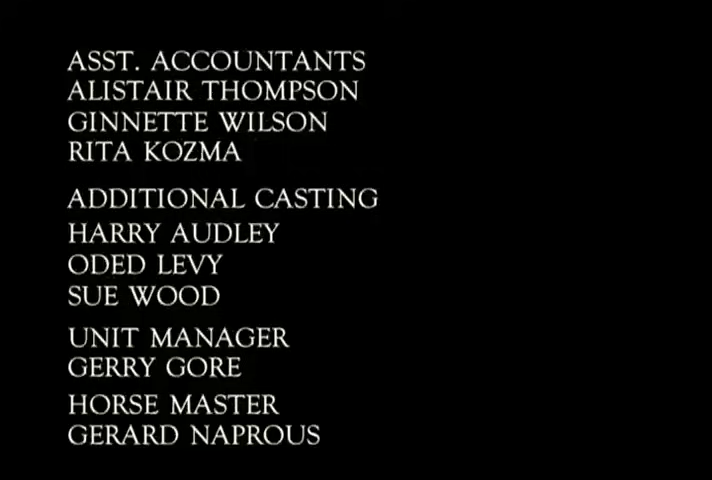 ASST. ACCOUNTANTS
ALISTAIR THOMPSON
GINNETTE WILSON
RITA KOZMA
ADDITIONAL CASTING
HARRY AUDLEY
ODED LEVY
SUE WOOD
UNIT MANAGER
GERRY GORE
HORSE MASTER
GERARD NAPROUS